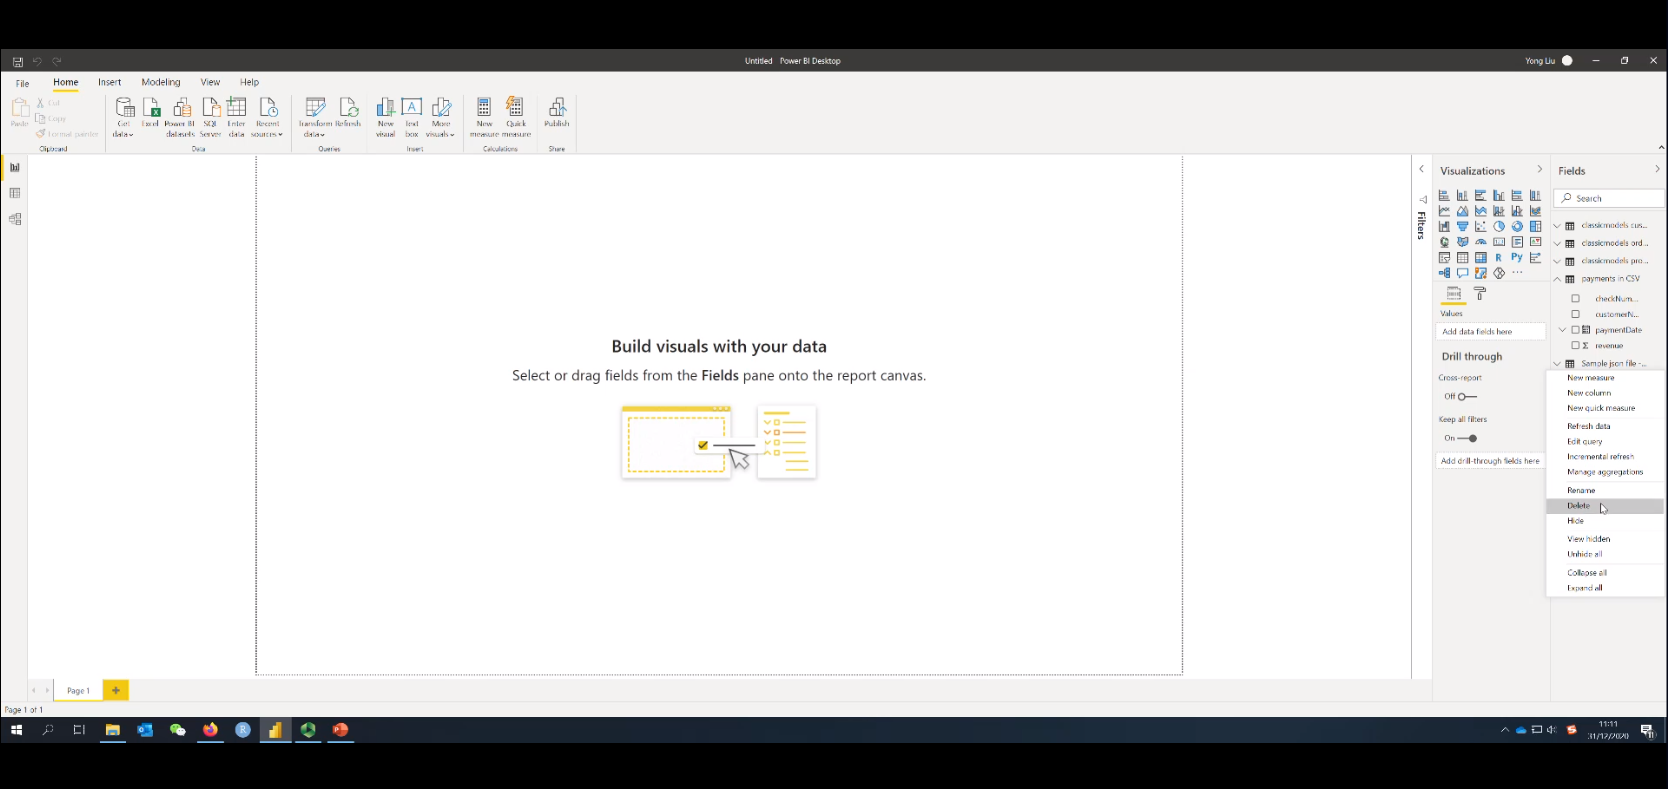 Untitled Power BI Desktop
Yong Liu
File Home Insert Modeling View Help
Paste
Cut
Copy
Format painter
Clipboard
Get data
Excel
Power BI datasets
SQL Server
Enter data
Recent sources
Data
Transform data
Refresh
Queries
New visual
Text box
More visuals
Insert
New measure
Quick measure
Calculations
Publish
Share
Build visuals with your data
Select or drag fields from the Fields pane onto the report canvas.
Filters
Visualizations
R Py
Values
Add data fields here
Drill through
Cross-report
Off
Keep all filters
On
Add drill-through fields here
Fields
Search
classicmodels cus...
classicmodels ord...
classicmodels pro...
payments in CSV
checkNum...
customerN...
paymentDate
Σ revenue
Sample json file -...
New measure
New column
New quick measure
Refresh data
Edit query
Incremental refresh
Manage aggregations
Rename
Delete
Hide
View hidden
Unhide all
Collapse all
Expand all
Page 1
Page 1 of 1
11:11
31/12/2020